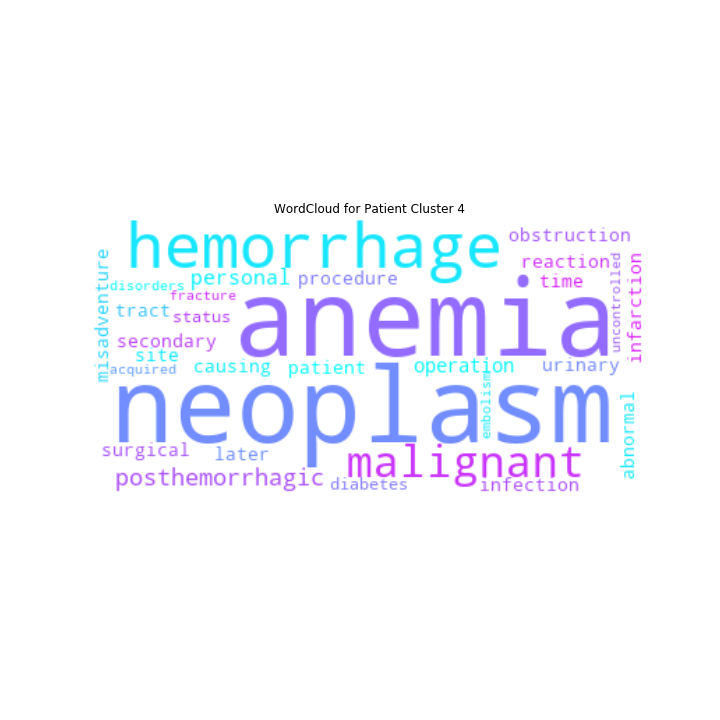 WordCloud for Patient Cluster 4
hemorrhage
obstruction
reaction
misadventure
disorders
personal
procedure
time
uncontrolled
infarction
fracture
anemia
tract
status
secondary
site
acquired
causing
patient
operation
urinary
neoplasm
embolism
abnormal
surgical
later
malignant
posthemorrhagic
diabetes
infection